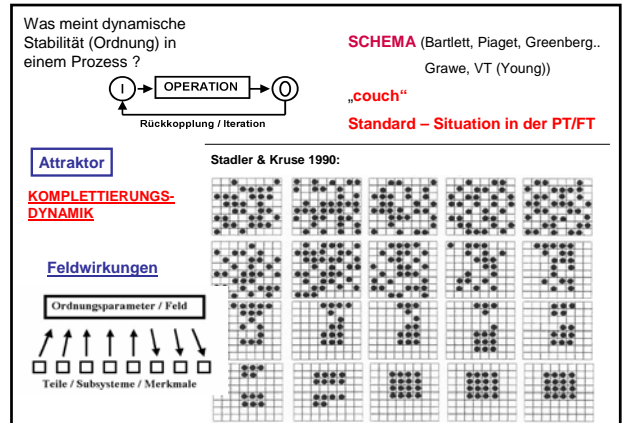 Was meint dynamische
Stabilität (Ordnung) in
einem Prozess ?
I
OPERATION
O
Rückkopplung / Iteration
SCHEMA (Bartlett, Piaget, Greenberg..
Grawe, VT (Young))
„couch“
Standard – Situation in der PT/FT
Attraktor
KOMPLETTIERUNGS-
DYNAMIK
Feldwirkungen
Ordnungsparameter / Feld
Teile / Subsysteme / Merkmale
Stadler & Kruse 1990: